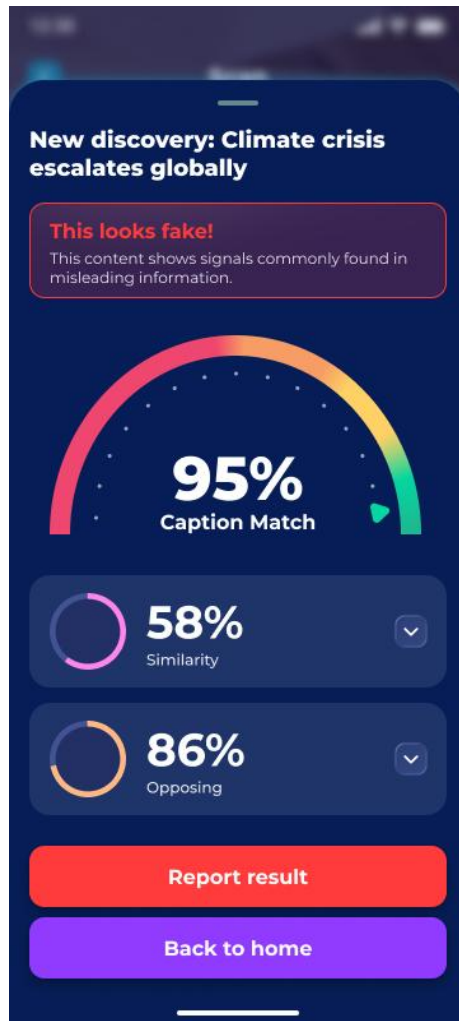 New discovery: Climate crisis
escalates globally
This looks fake!
This content shows signals commonly found in
misleading information.
95%
Caption Match
58%
Similarity
86%
Opposing
Report result
Back to home